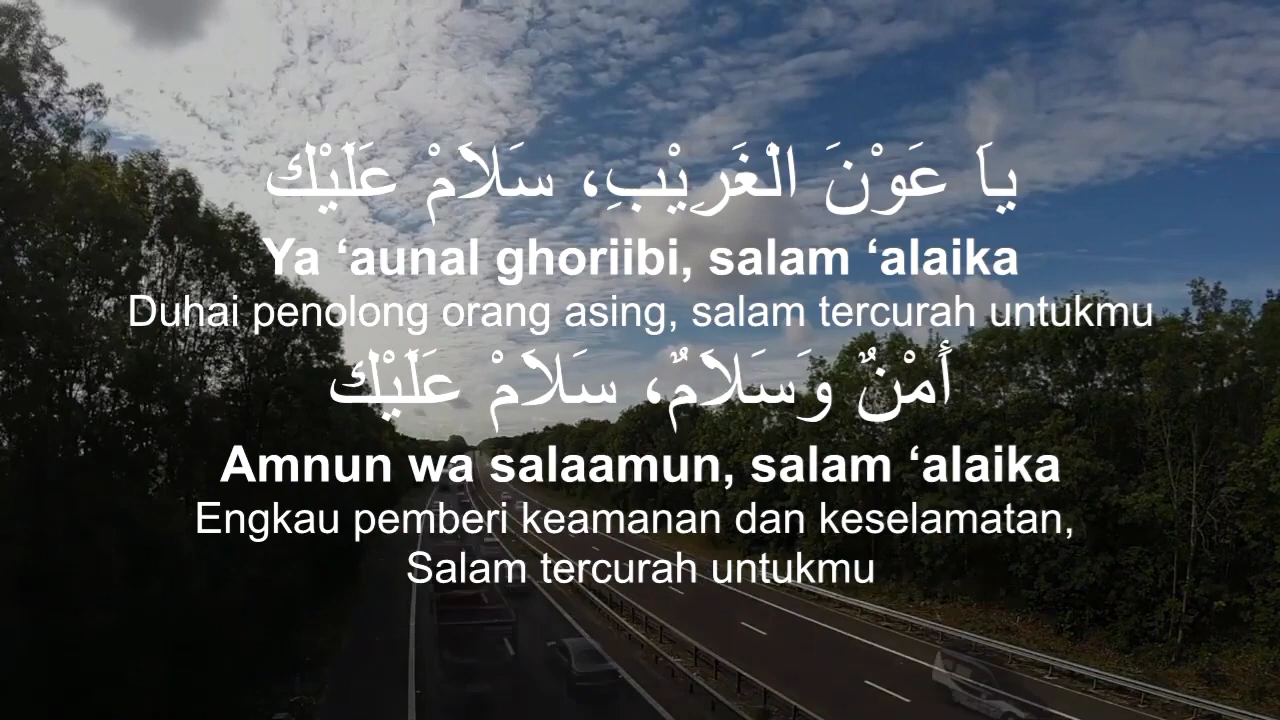 ياَ عَوْنَ الْغَرِيْبِ، سَلاَمْ عَلَيْك
Ya ‘aunal ghoriibi, salam ‘alaika
Duhai penolong orang asing, salam tercurah untukmu
أَمْنٌ وَسَلاَمٌ، سَلاَمْ عَلَيْك
Amnun wa salaamun, salam ‘alaika
Engkau pemberi keamanan dan keselamatan,
Salam tercurah untukmu